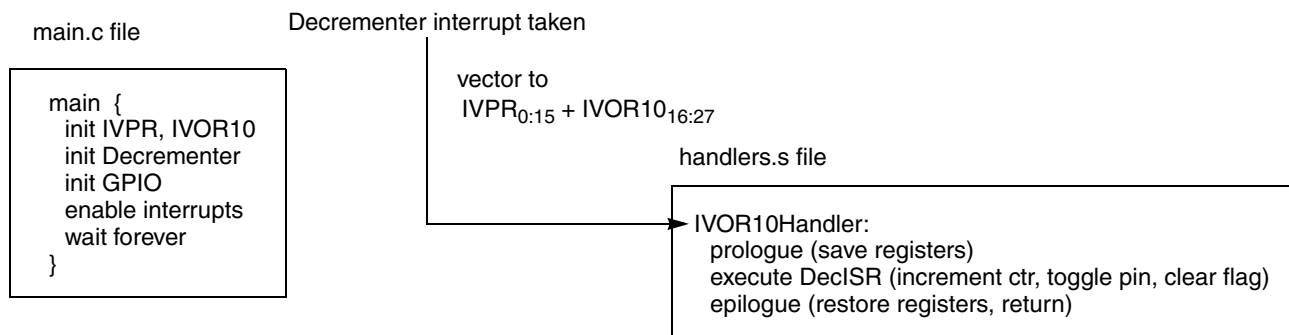 Decrementer interrupt taken
main.c file
main {
init IVPR, IVOR10
init Decrementer
init GPIO
enable interrupts
wait forever
}
vector to
IVPR0:15 + IVOR1016:27
handlers.s file
IVOR10Handler:
prologue (save registers)
execute DecISR (increment ctr, toggle pin, clear flag)
epilogue (restore registers, return)